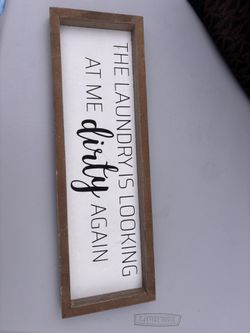 THE LAUNDRY IS LOOKING
AT ME dirty AGAIN